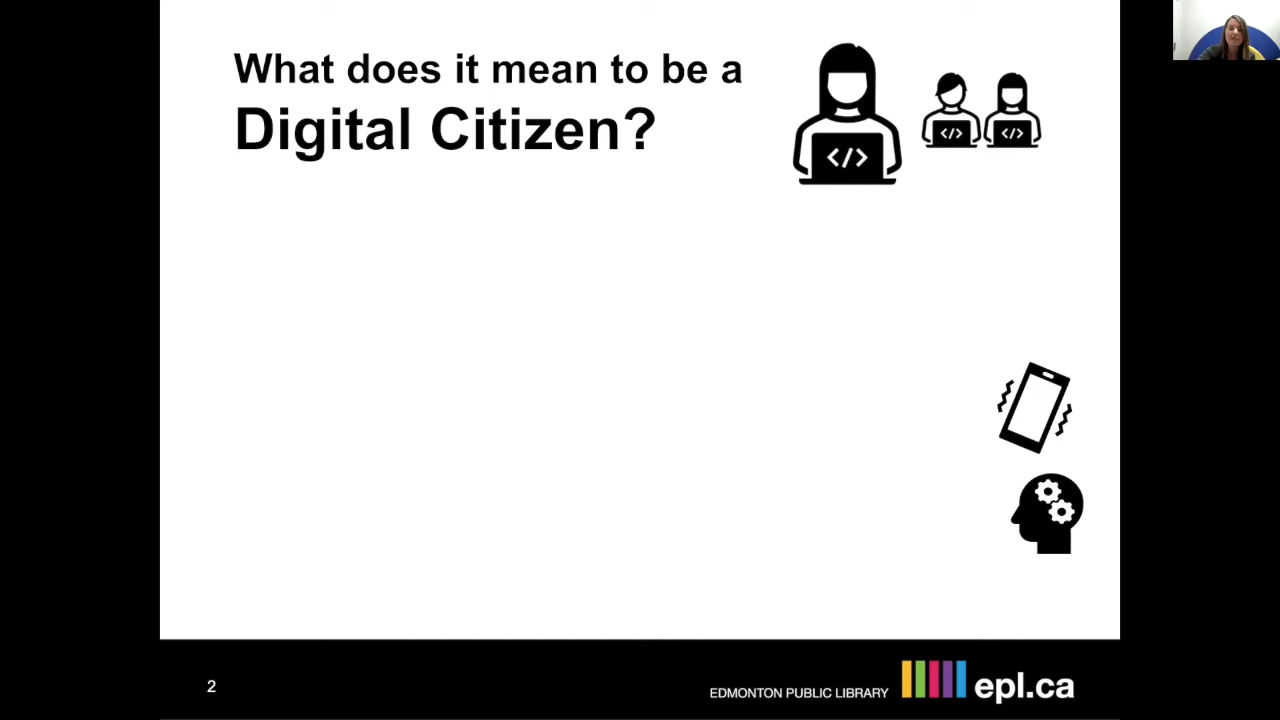 What does it mean to be a
Digital Citizen?
</>
</>
</>
2
EDMONTON PUBLIC LIBRARY
epl.ca